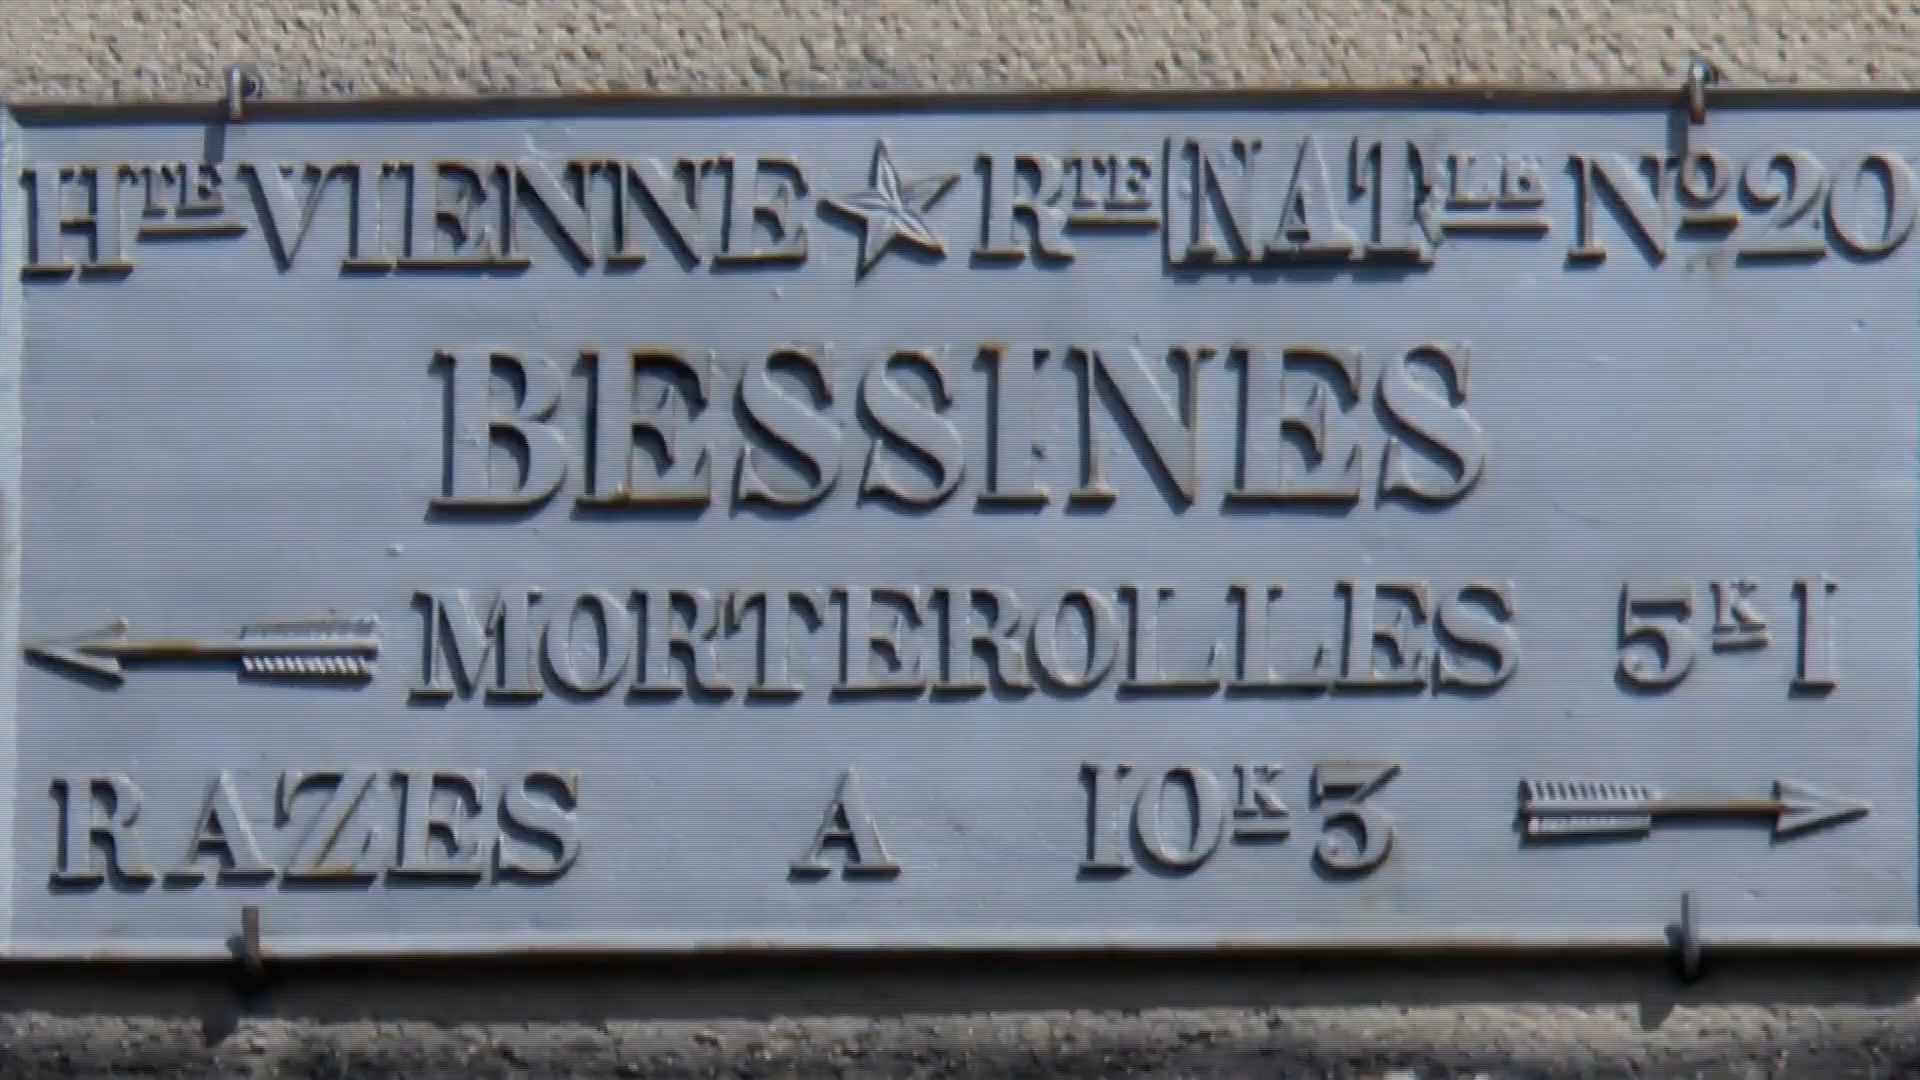 Hᵀᴱ VIENNE ★ Rᵀᴱ NATᴸᴱ Nº 20
BESSINES
MORTEROLLES 5ᴷ1
RAZES A 10ᴷ3